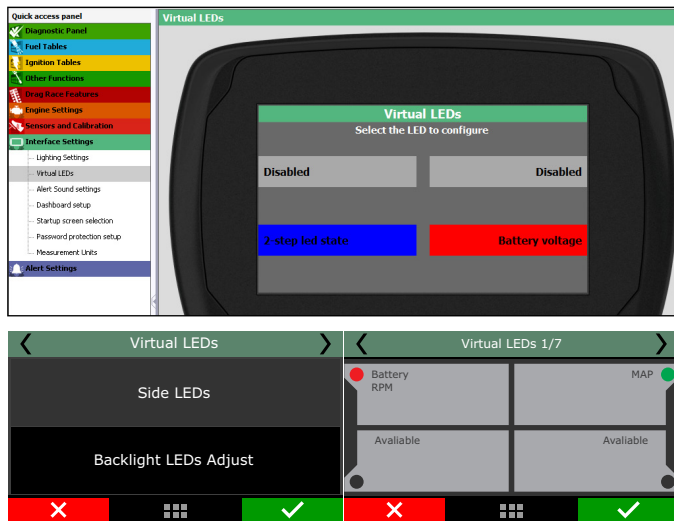 Quick access panel
Diagnostic Panel
Fuel Tables
Ignition Tables
Other Functions
Drag Race Features
Engine Settings
Sensors and Calibration
Interface Settings
Lighting Settings
Virtual LEDs
Alert Sound settings
Dashboard setup
Startup screen selection
Password protection setup
Measurement Units
Alert Settings
Virtual LEDs
Virtual LEDs
Select the LED to configure
Disabled
Disabled
2-step led state
Battery voltage
Virtual LEDs
Side LEDs
Backlight LEDs Adjust
Virtual LEDs 1/7
Battery
RPM
MAP
Avaliable
Avaliable